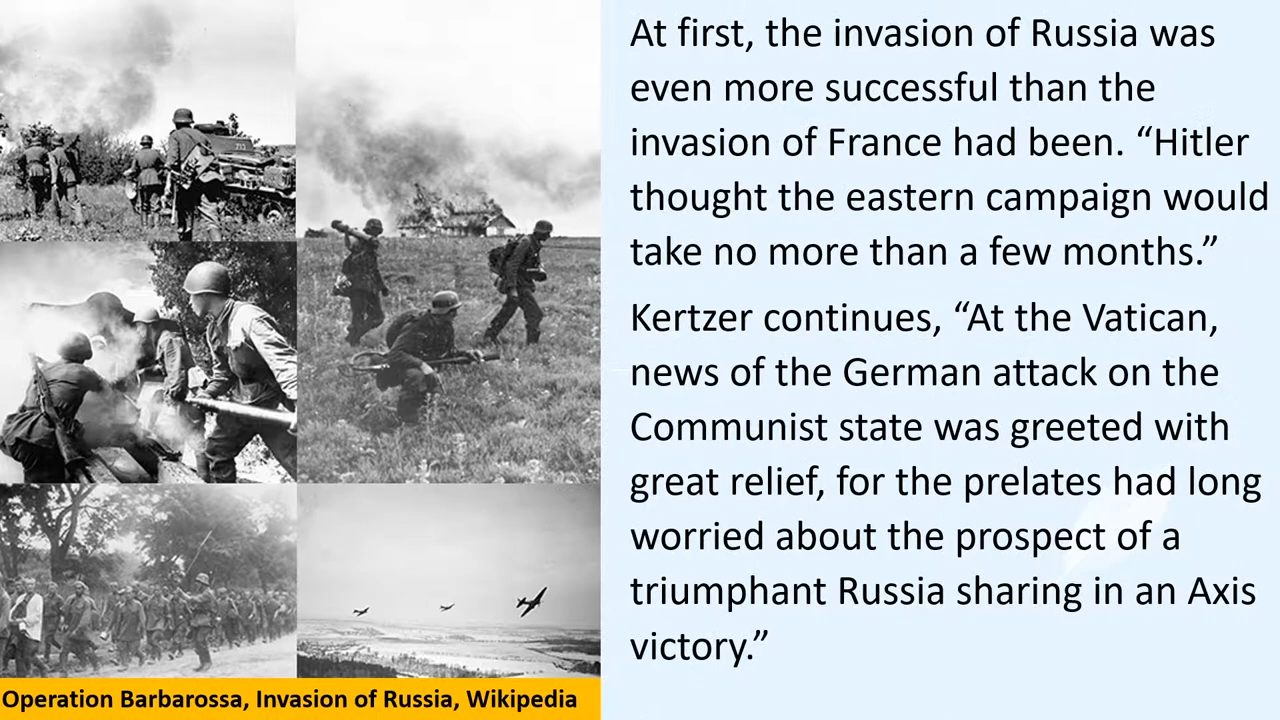 At first, the invasion of Russia was
even more successful than the
invasion of France had been. “Hitler
thought the eastern campaign would
take no more than a few months.”
Kertzer continues, “At the Vatican,
news of the German attack on the
Communist state was greeted with
great relief, for the prelates had long
worried about the prospect of a
triumphant Russia sharing in an Axis
victory.”
Operation Barbarossa, Invasion of Russia, Wikipedia